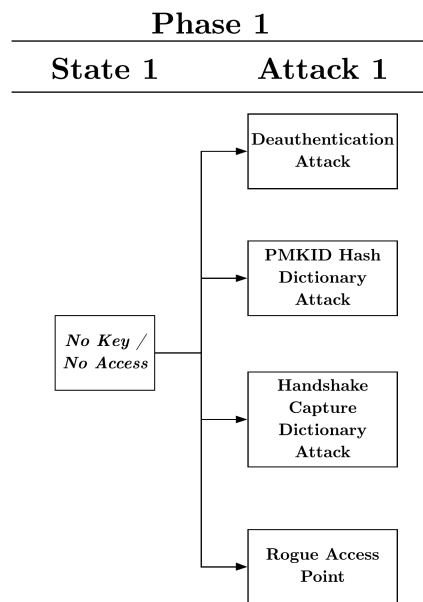 Phase 1
State 1
Attack 1
Deauthentication
Attack
PMKID Hash
Dictionary
Attack
No Key /
No Access
Handshake
Capture
Dictionary
Attack
Rogue Access
Point